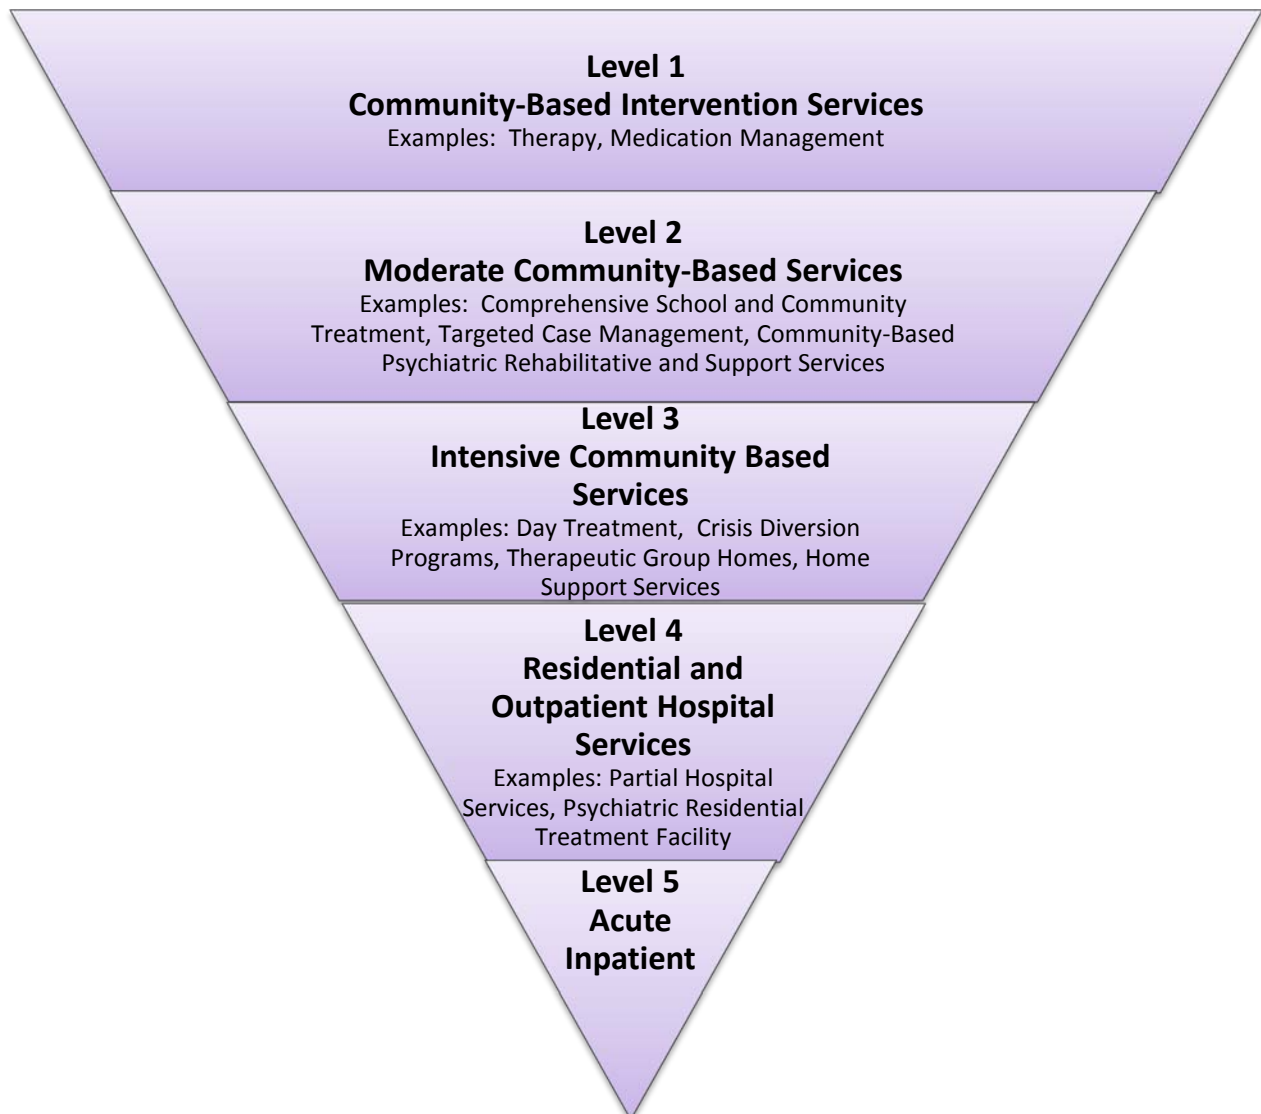 Level 1
Community-Based Intervention Services
Examples:  Therapy, Medication Management
Level 2
Moderate Community-Based Services
Examples:  Comprehensive School and Community
Treatment, Targeted Case Management, Community-Based
Psychiatric Rehabilitative and Support Services
Level 3
Intensive Community Based
Services
Examples: Day Treatment,  Crisis Diversion
Programs, Therapeutic Group Homes, Home
Support Services
Level 4
Residential and
Outpatient Hospital
Services
Examples: Partial Hospital
Services, Psychiatric Residential
Treatment Facility
Level 5
Acute
Inpatient